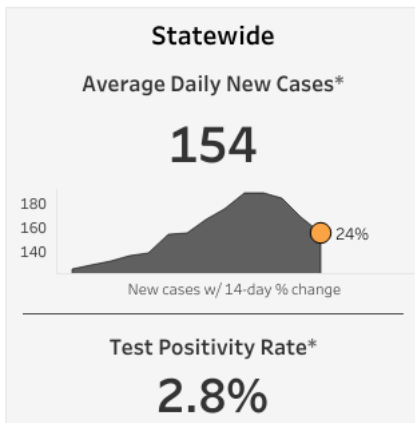 Statewide
Average Daily New Cases*
154
180
160
140
24%
New cases w/ 14-day % change
Test Positivity Rate*
2.8%